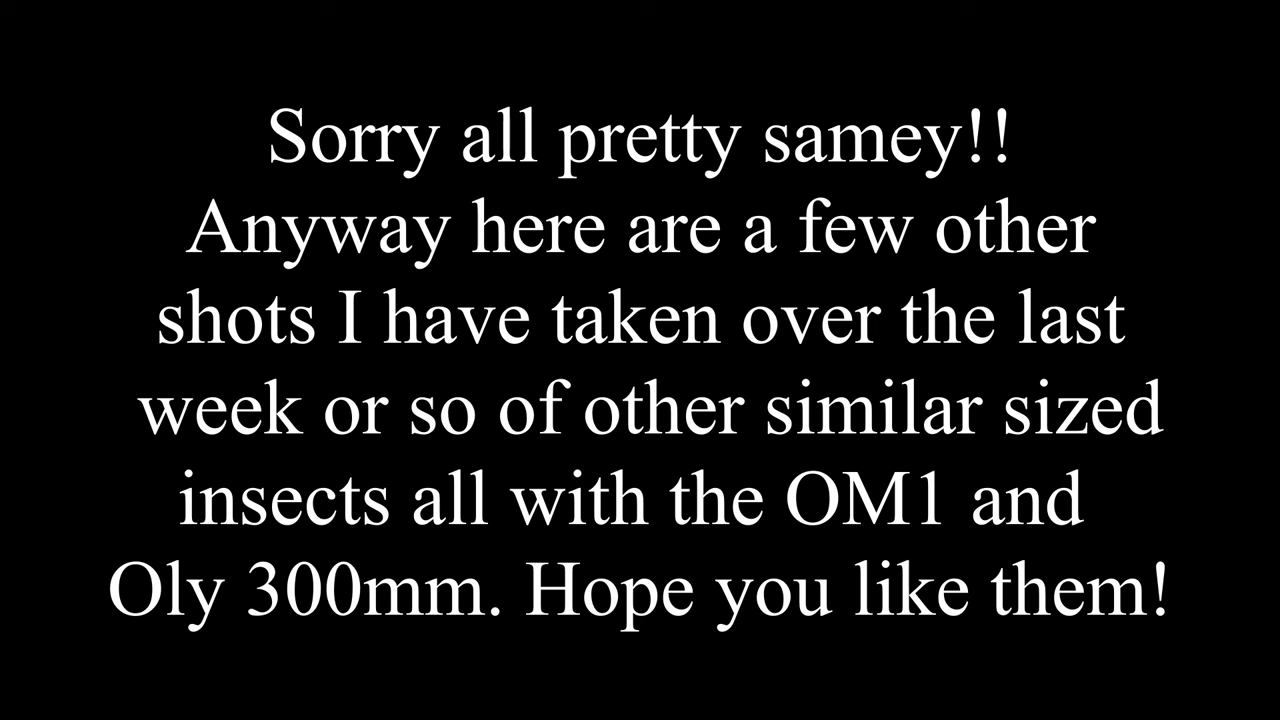 Sorry all pretty samey!!
Anyway here are a few other
shots I have taken over the last
week or so of other similar sized
insects all with the OM1 and
Oly 300mm. Hope you like them!